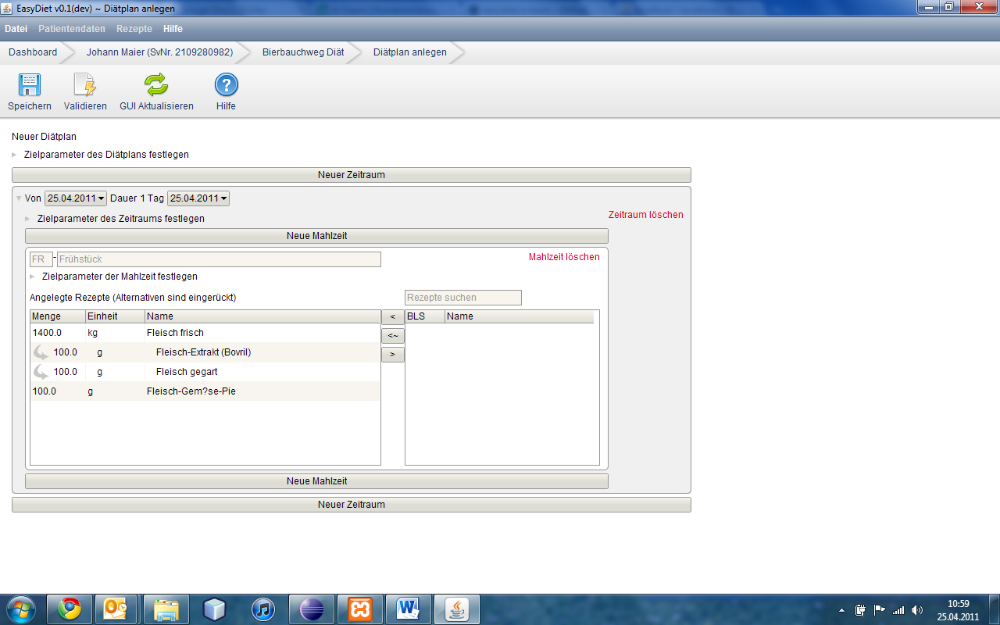 EasyDiet v0.1(dev) ~ Diätplan anlegen
Datei Patientendaten Rezepte Hilfe
Dashboard Johann Maier (SvNr. 2109280982) Bierbauchweg Diät Diätplan anlegen
Speichern Validieren GUI Aktualisieren Hilfe
Neuer Diätplan
Zielparameter des Diätplans festlegen
Neuer Zeitraum
Von 25.04.2011 Dauer 1 Tag 25.04.2011
Zeitraum löschen
Zielparameter des Zeitraums festlegen
Neue Mahlzeit
FR - Frühstück Mahlzeit löschen
Zielparameter der Mahlzeit festlegen
Angelegte Rezepte (Alternativen sind eingerückt) Rezepte suchen
Menge Einheit Name < BLS Name
1400.0 kg Fleisch frisch <~
100.0 g Fleisch-Extrakt (Bovril) >
100.0 g Fleisch gegart
100.0 g Fleisch-Gem?se-Pie
Neue Mahlzeit
Neuer Zeitraum
10:59
25.04.2011